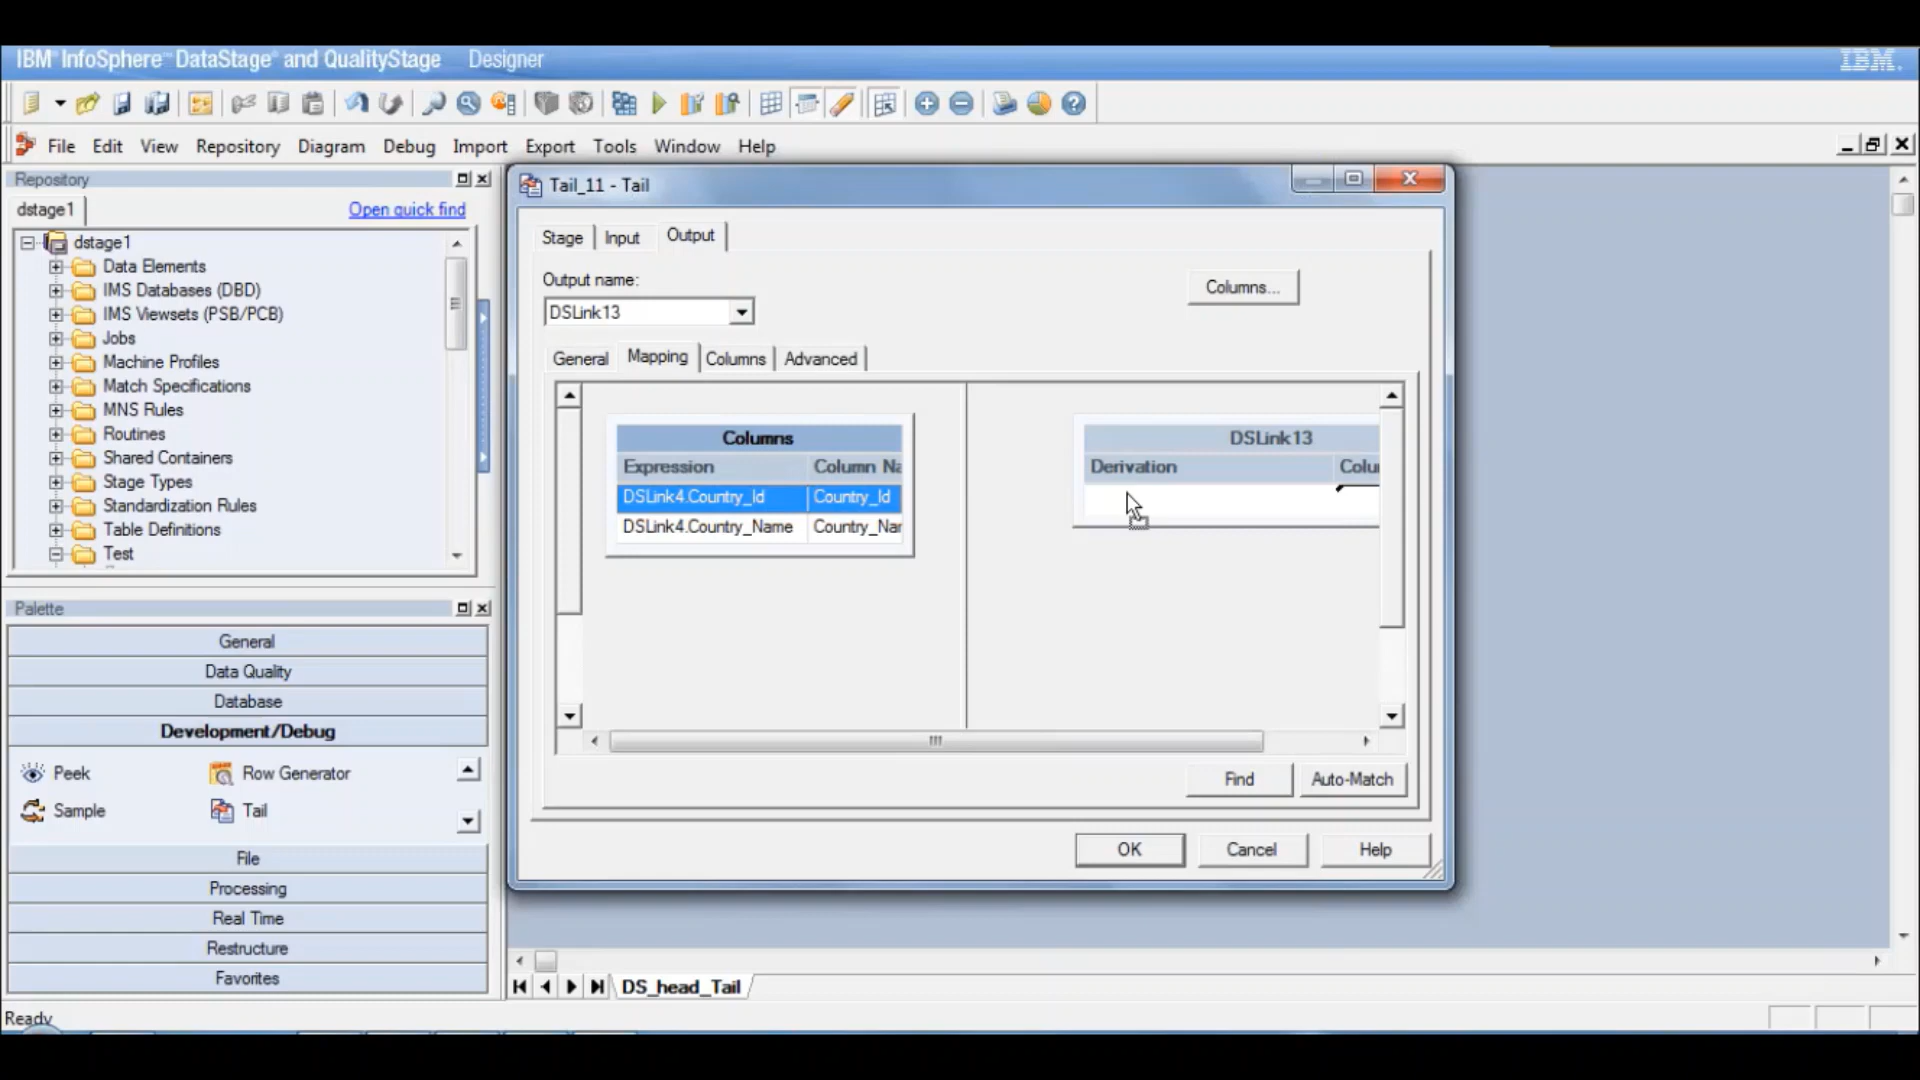 IBM InfoSphere™ DataStage® and QualityStage Designer
IBM.
File Edit View Repository Diagram Debug Import Export Tools Window Help
Repository
dstage1
Open quick find
dstage1
Data Elements
IMS Databases (DBD)
IMS Viewsets (PSB/PCB)
Jobs
Machine Profiles
Match Specifications
MNS Rules
Routines
Shared Containers
Stage Types
Standardization Rules
Table Definitions
Test
Palette
General
Data Quality
Database
Development/Debug
Peek
Row Generator
Sample
Tail
File
Processing
Real Time
Restructure
Favorites
Ready
Tail_11 - Tail
Stage Input Output
Output name:
DSLink13
Columns...
General Mapping Columns Advanced
Columns
Expression Column Na
DSLink4.Country_Id Country_Id
DSLink4.Country_Name Country_Nar
DSLink13
Derivation Colu
Find Auto-Match
OK Cancel Help
DS_head_Tail